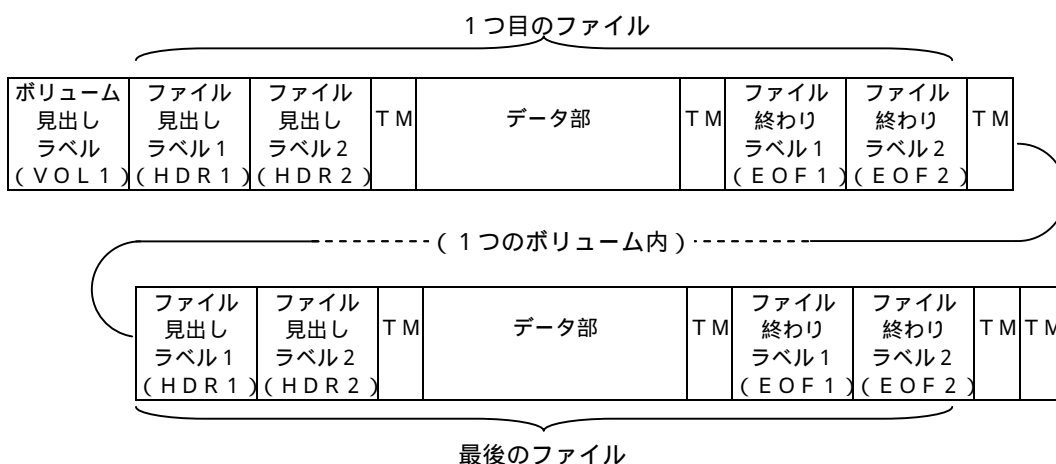 1つ目のファイル
ボリューム見出しラベル(VOL1)
ファイル見出しラベル1(HDR1)
ファイル見出しラベル2(HDR2)
TM
データ部
TM
ファイル終わりラベル1(EOF1)
ファイル終わりラベル2(EOF2)
TM
(1つのボリューム内)
ファイル見出しラベル1(HDR1)
ファイル見出しラベル2(HDR2)
TM
データ部
TM
ファイル終わりラベル1(EOF1)
ファイル終わりラベル2(EOF2)
TM
TM
最後のファイル